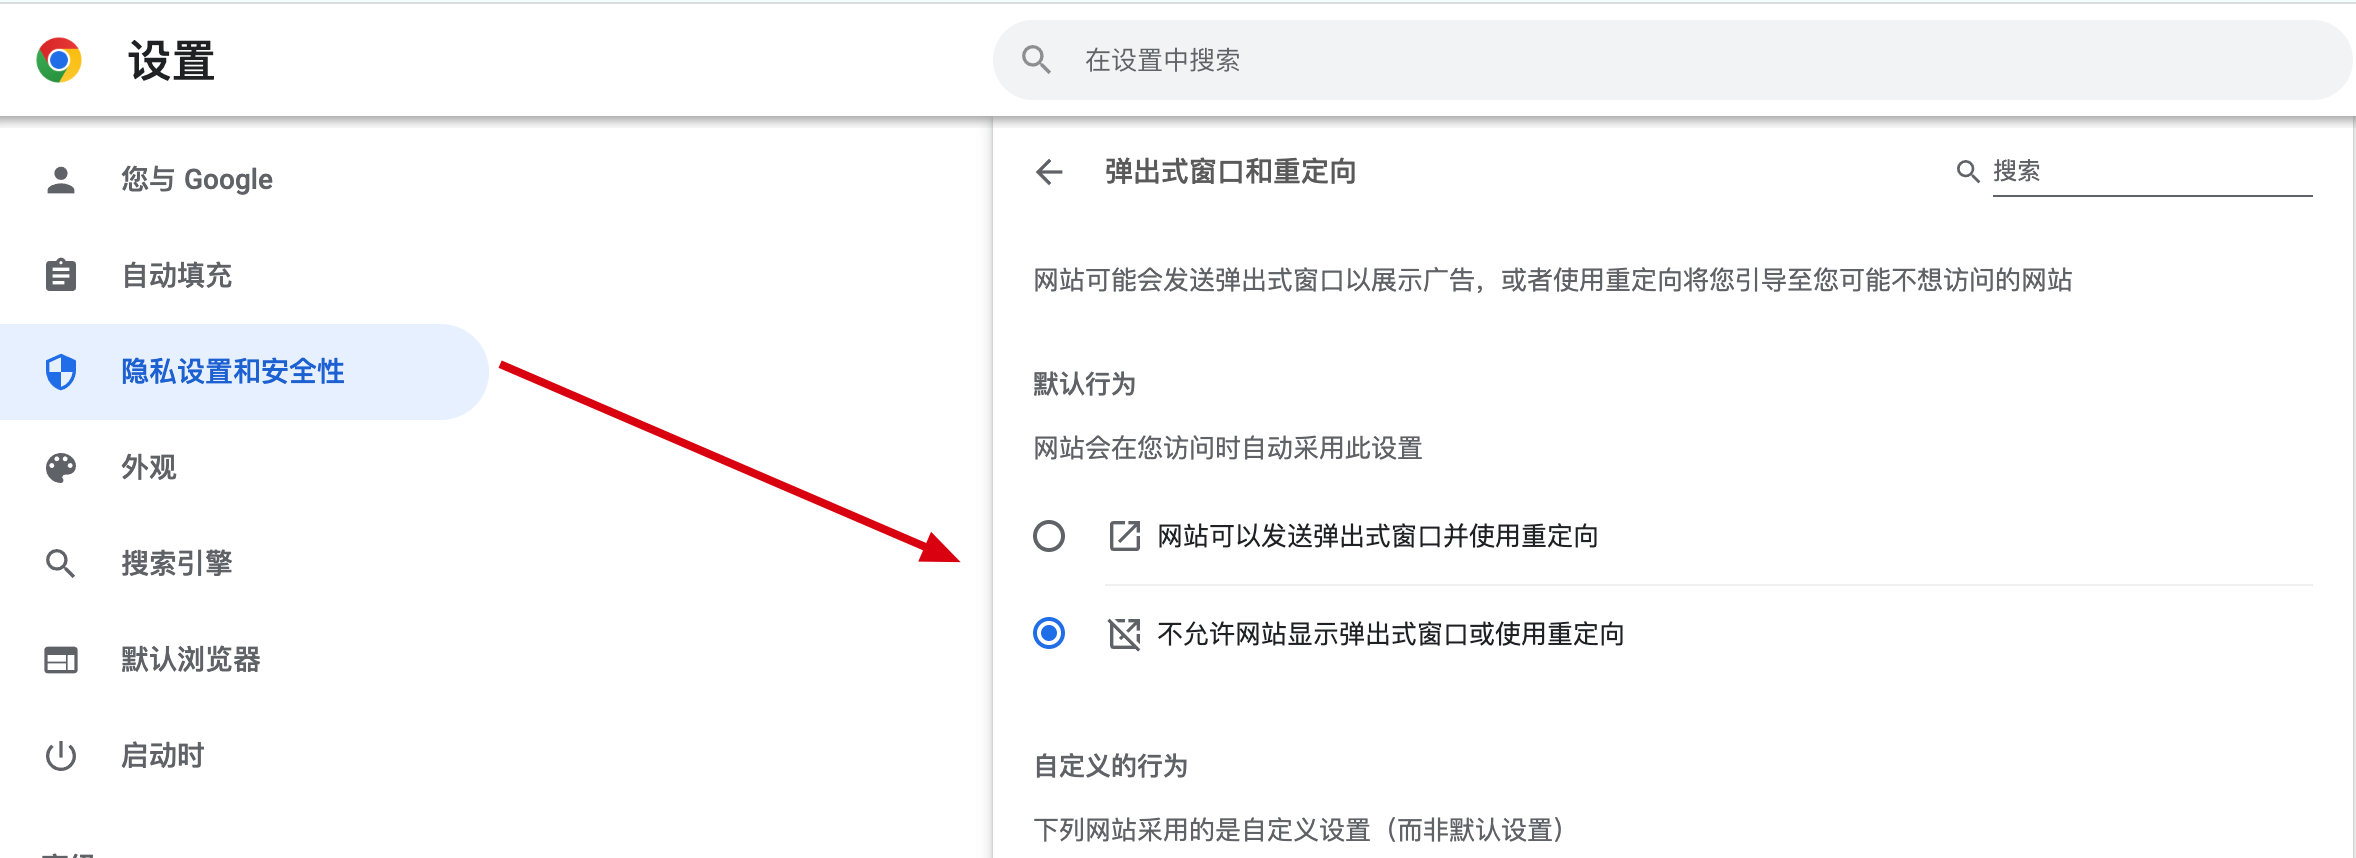 设置
在设置中搜索
您与 Google
自动填充
隐私设置和安全性
外观
搜索引擎
默认浏览器
启动时
弹出式窗口和重定向
搜索
网站可能会发送弹出式窗口以展示广告，或者使用重定向将您引导至您可能不想访问的网站
默认行为
网站会在您访问时自动采用此设置
网站可以发送弹出式窗口并使用重定向
不允许网站显示弹出式窗口或使用重定向
自定义的行为
下列网站采用的是自定义设置（而非默认设置）